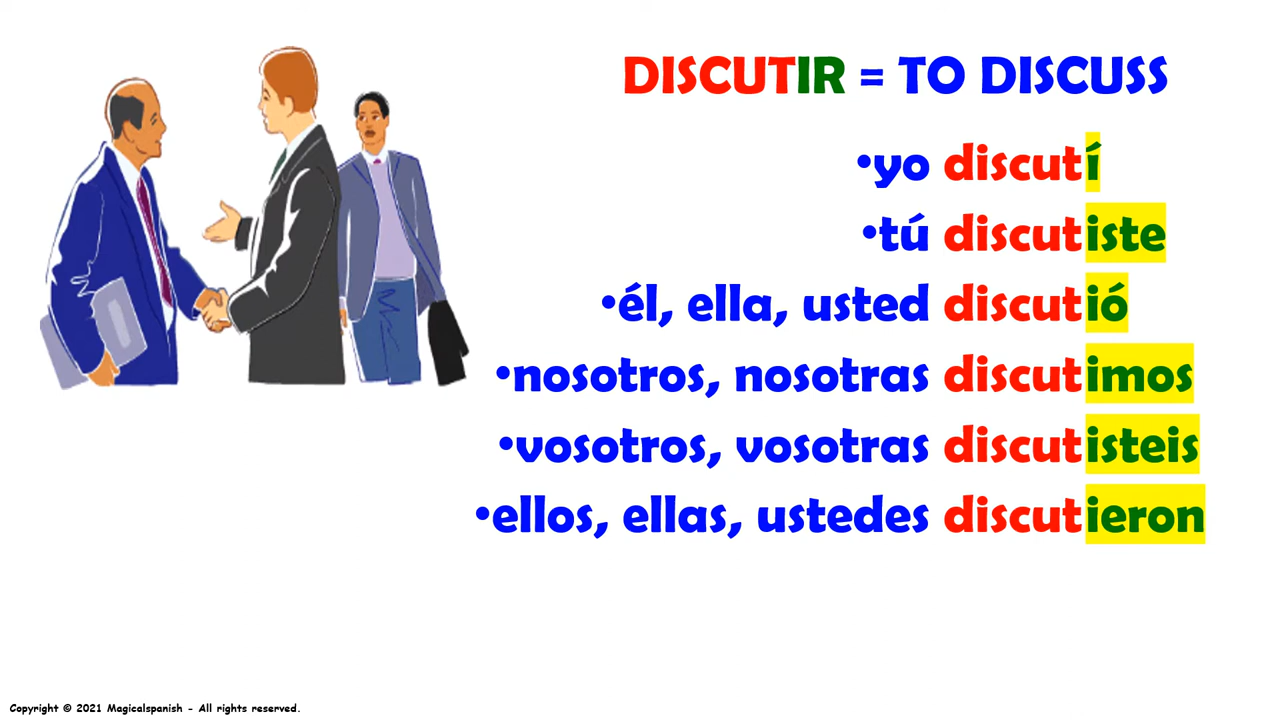 DISCUTIR = TO DISCUSS
•yo discutí
•tú discutiste
•él, ella, usted discutió
•nosotros, nosotras discutimos
•vosotros, vosotras discutisteis
•ellos, ellas, ustedes discutieron
Copyright © 2021 Magicalspanish - All rights reserved.